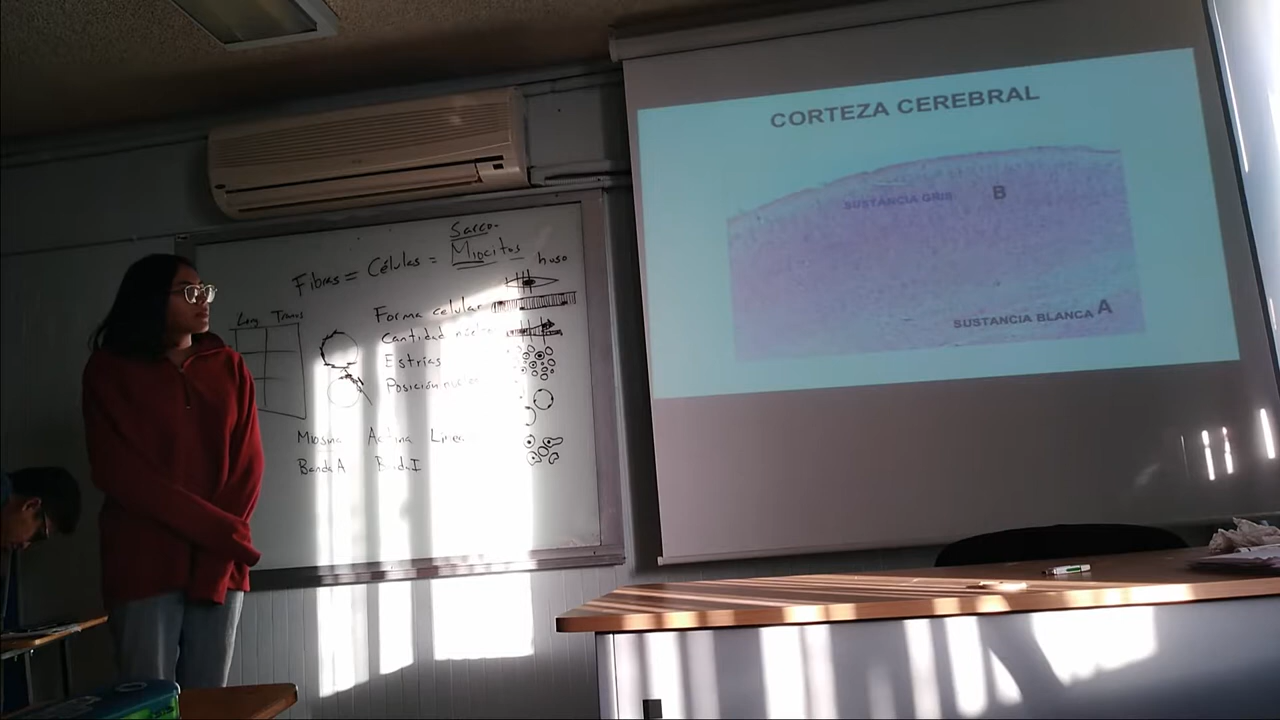 Sarco-
Fibras = Células = Miocitos
huso
Long Trans
Forma celular
Cantidad núcleo
Estrías
Posición
Miosina Actina
Banda A Banda I
CORTEZA CEREBRAL
SUSTANCIA GRIS B
SUSTANCIA BLANCA A